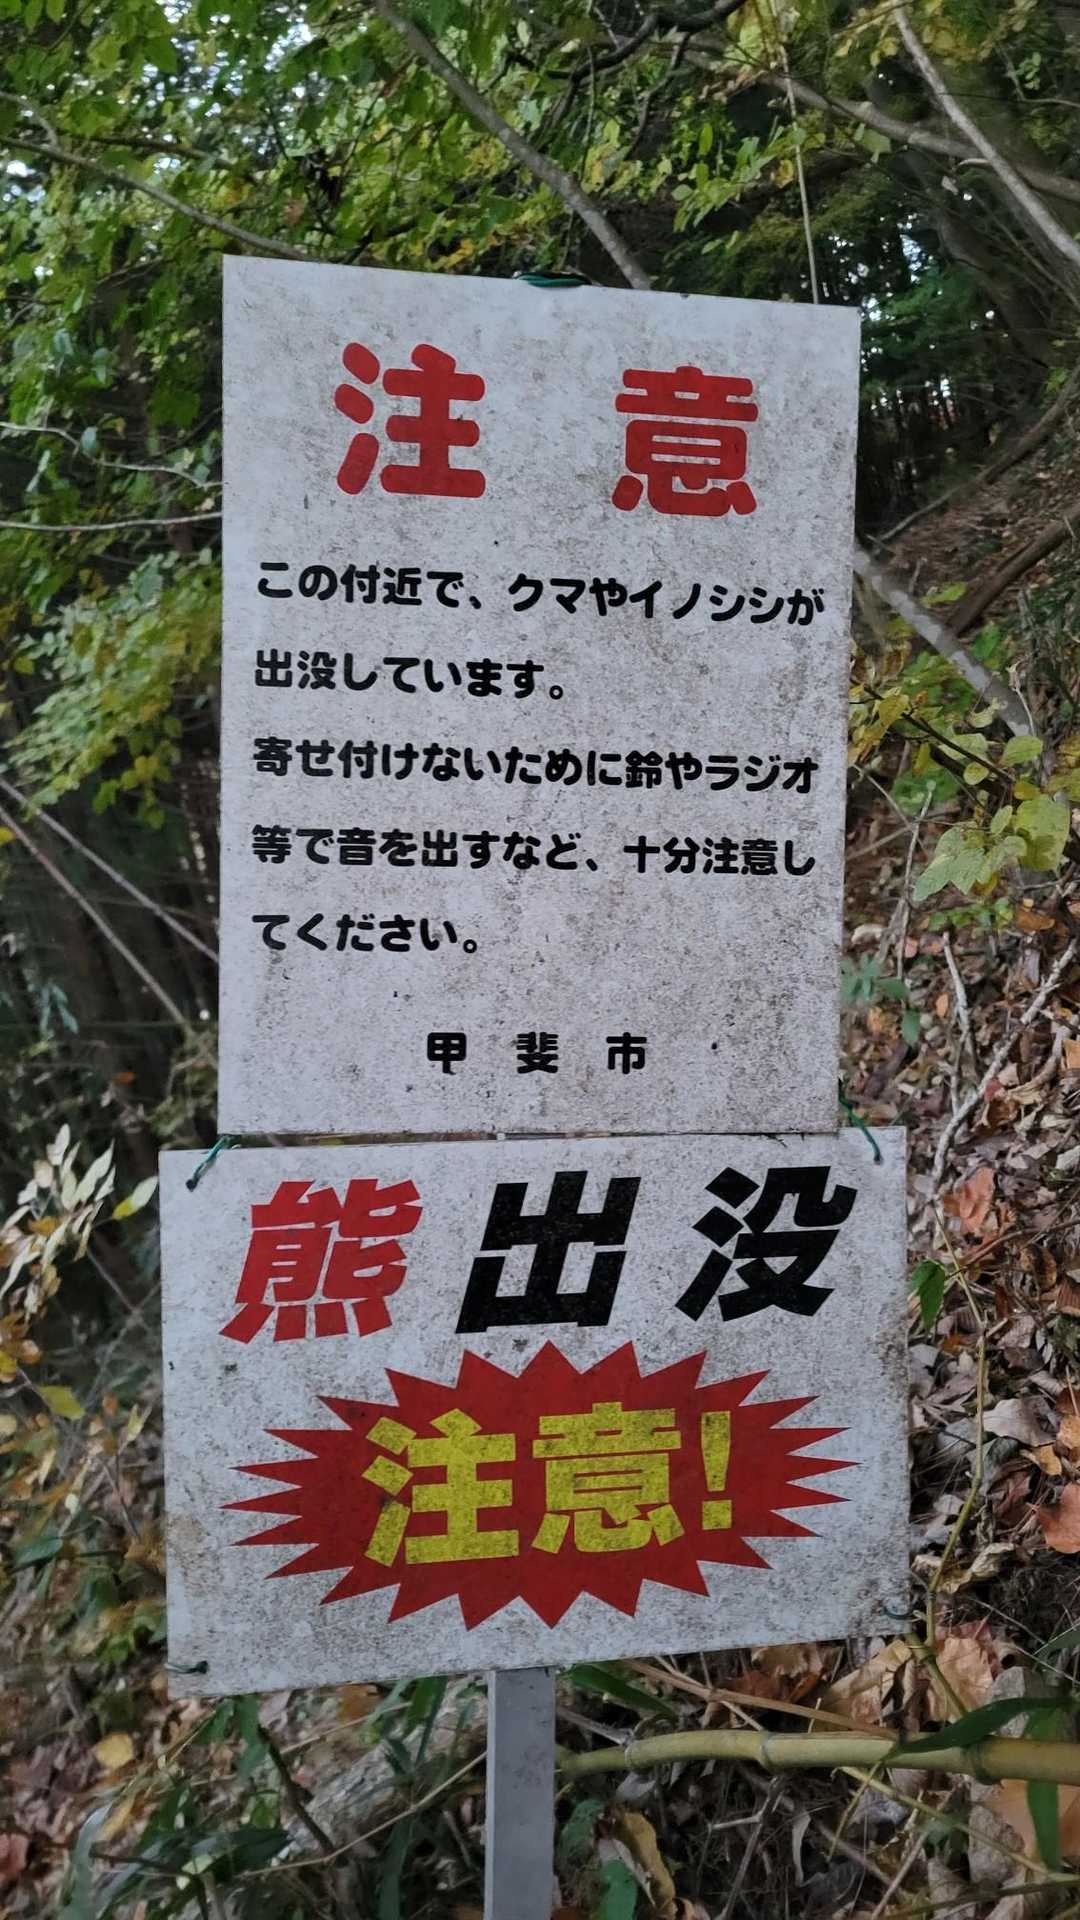 注意
この付近で、クマやイノシシが
出没しています。
寄せ付けないために鈴やラジオ
等で音を出すなど、十分注意し
てください。
甲斐市
熊出没
注意!